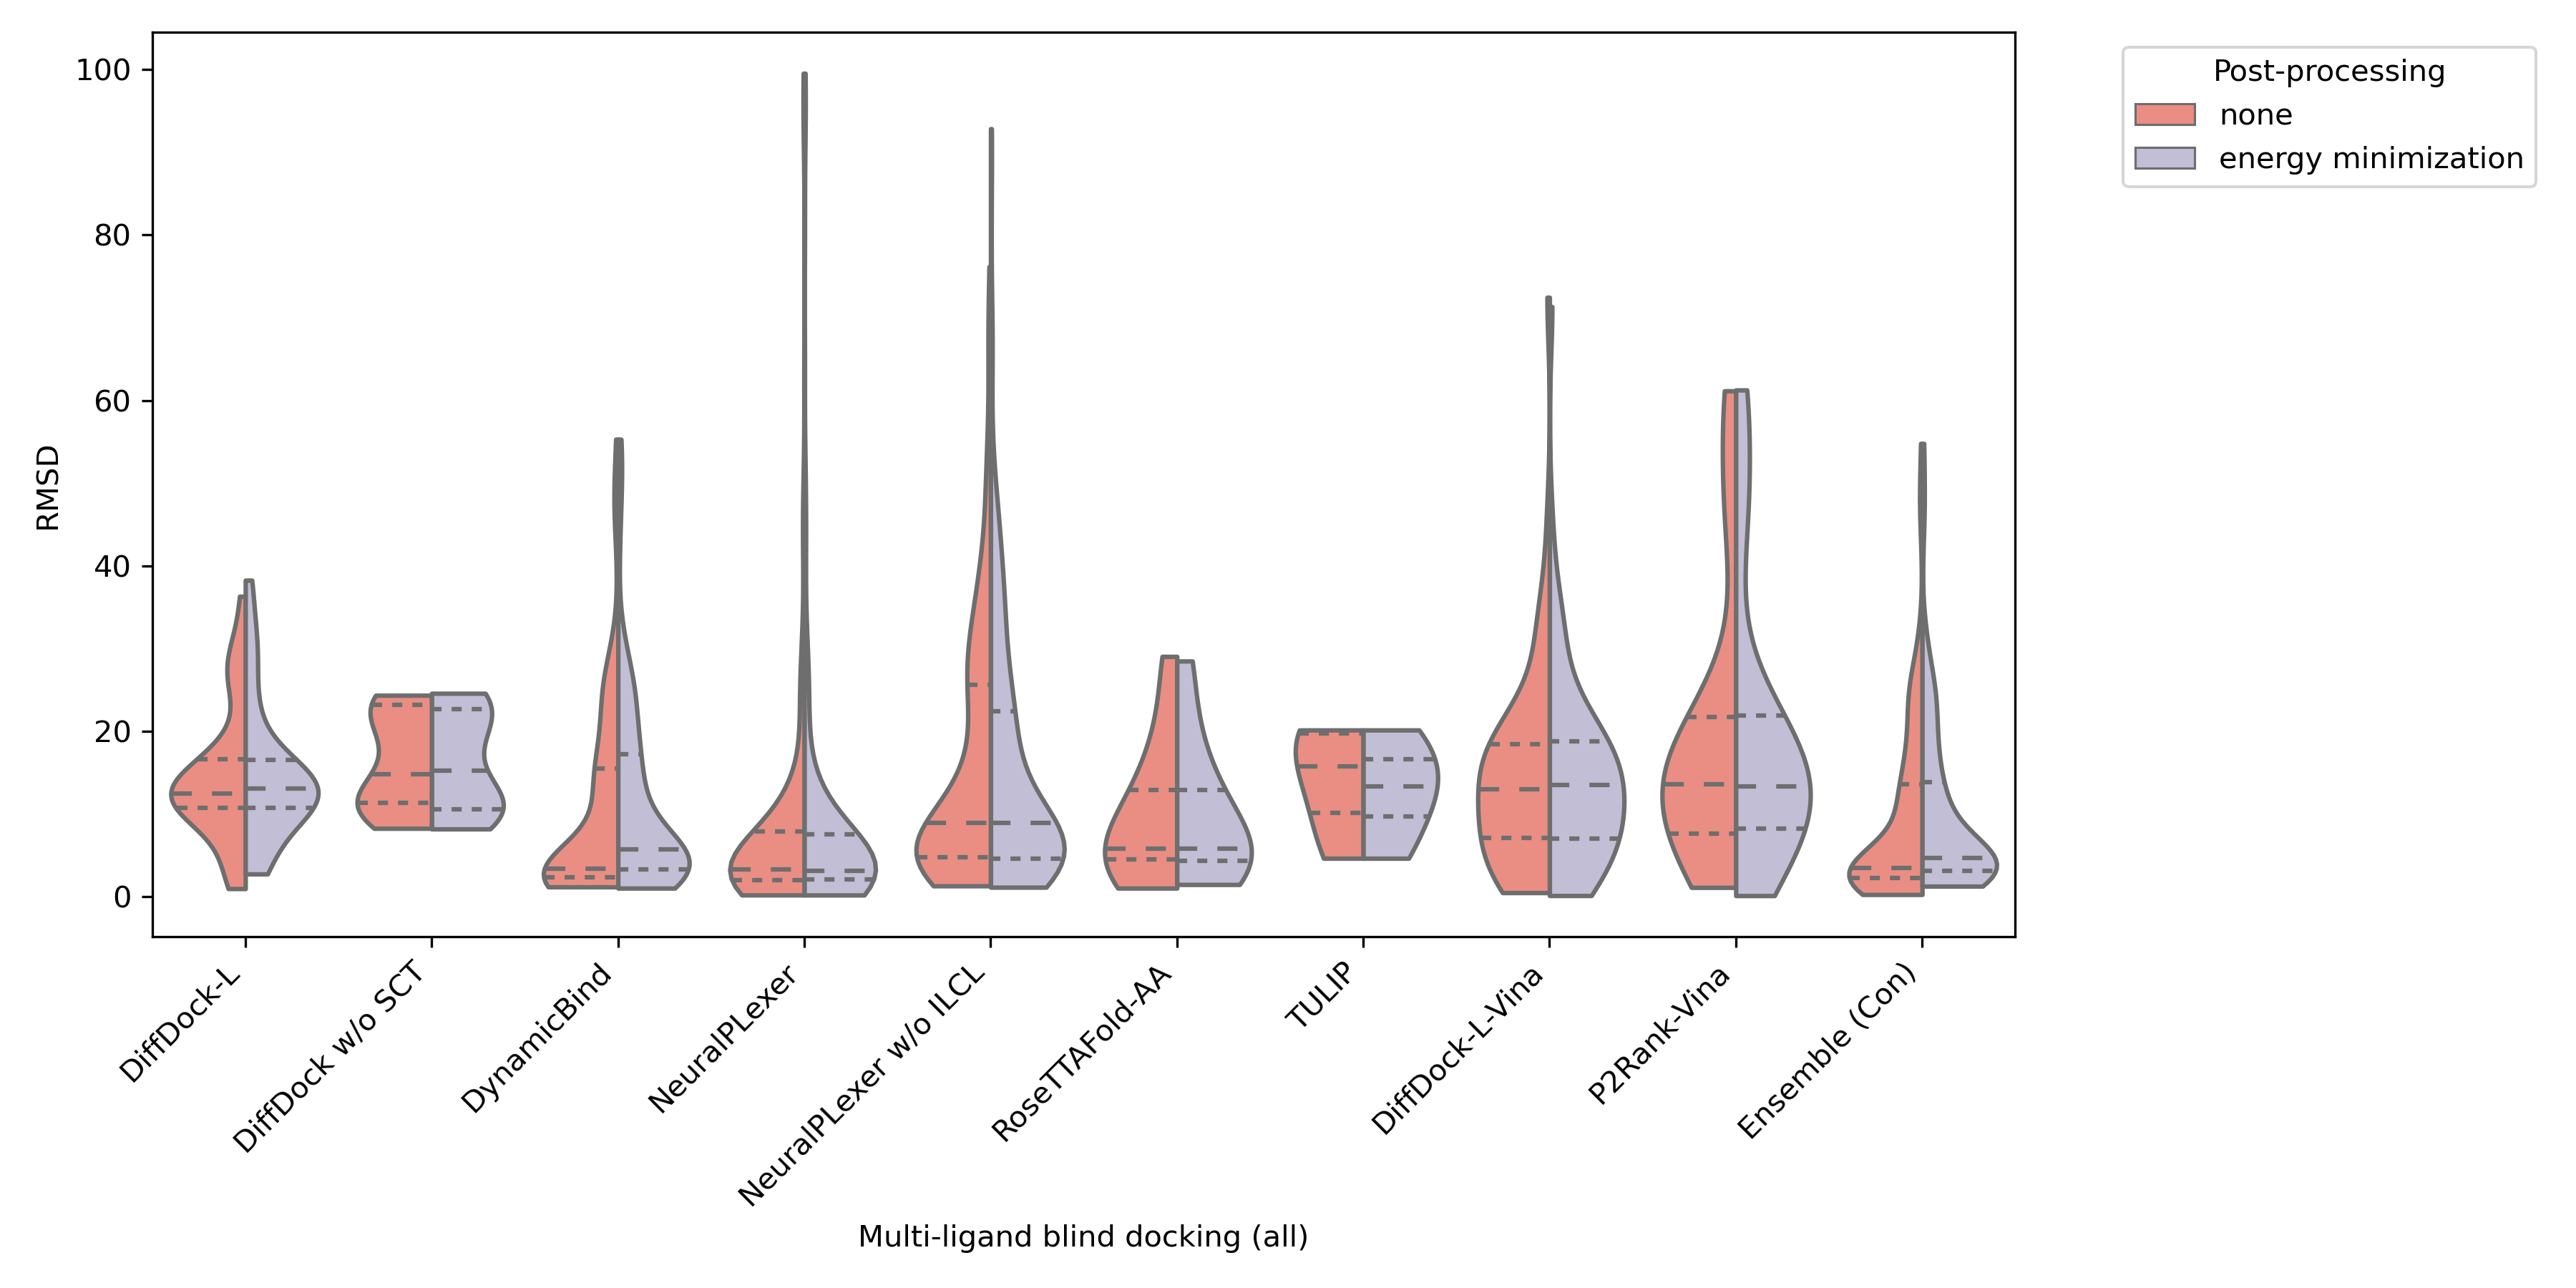 100
80
60
40
20
0
RMSD
DiffDock-L
DiffDock w/o SCT
DynamicBind
NeuralPLexer
NeuralPLexer w/o ILCL
RoseTTAFold-AA
TULIP
DiffDock-L-Vina
P2Rank-Vina
Ensemble (Con)
Multi-ligand blind docking (all)
Post-processing
none
energy minimization